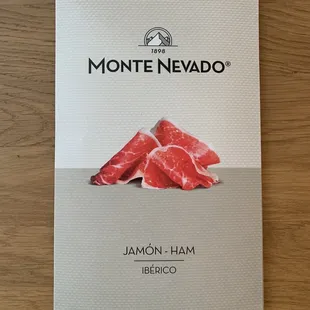 1898
MONTE NEVADO®
JAMÓN - HAM
IBÉRICO